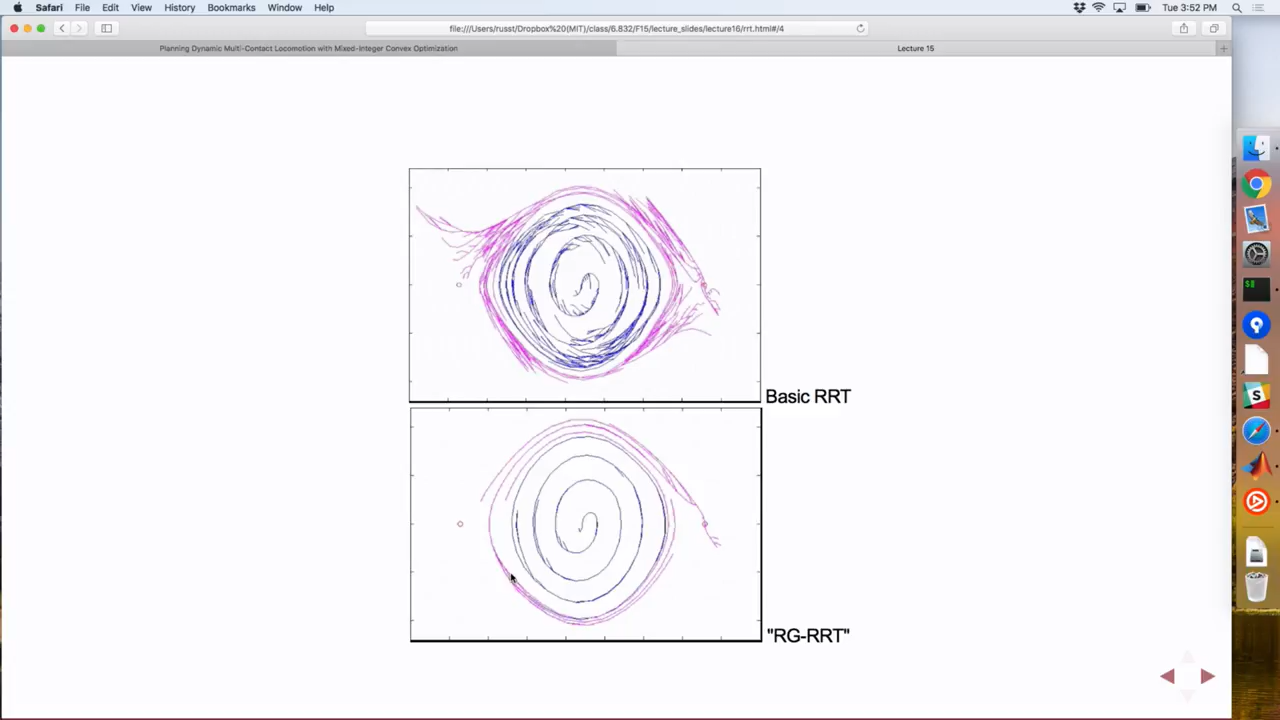 Safari File Edit View History Bookmarks Window Help Tue 3:52 PM
file:///Users/russt/Dropbox%20(MIT)/class/6.832/F15/lecture_slides/lecture16/rrt.html#/4
Planning Dynamic Multi-Contact Locomotion with Mixed-Integer Convex Optimization
Lecture 15
Basic RRT
"RG-RRT"